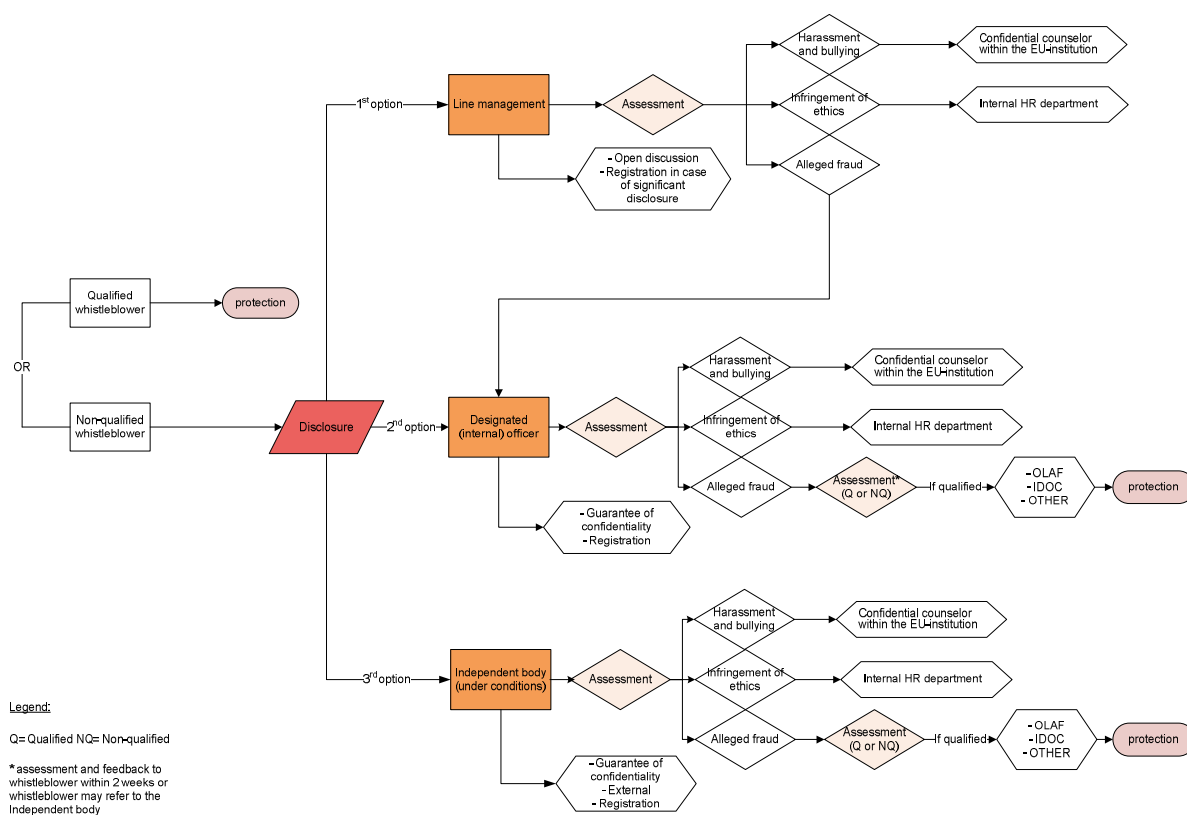 Harassment
and bullying
Confidential counselor
within the EU-institution
1st option
Line management
Assessment
Infringement of
ethics
Internal HR department
- Open discussion
- Registration in case
of significant
disclosure
Alleged fraud
Qualified
whistleblower
protection
OR
Non-qualified
whistleblower
Disclosure
2nd option
Designated
(internal) officer
Assessment
Harassment
and bullying
Confidential counselor
within the EU-institution
Infringement of
ethics
Internal HR department
Alleged fraud
Assessment*
(Q or NQ)
If qualified
- OLAF
- IDOC
- OTHER
protection
- Guarantee of
confidentiality
- Registration
3rd option
Independent body
(under conditions)
Assessment
Harassment
and bullying
Confidential counselor
within the EU-institution
Infringement of
ethics
Internal HR department
Alleged fraud
Assessment
(Q or NQ)
If qualified
- OLAF
- IDOC
- OTHER
protection
- Guarantee of
confidentiality
- External
- Registration
Legend:
Q= Qualified NQ= Non-qualified
* assessment and feedback to
whistleblower within 2 weeks or
whistleblower may refer to the
Independent body